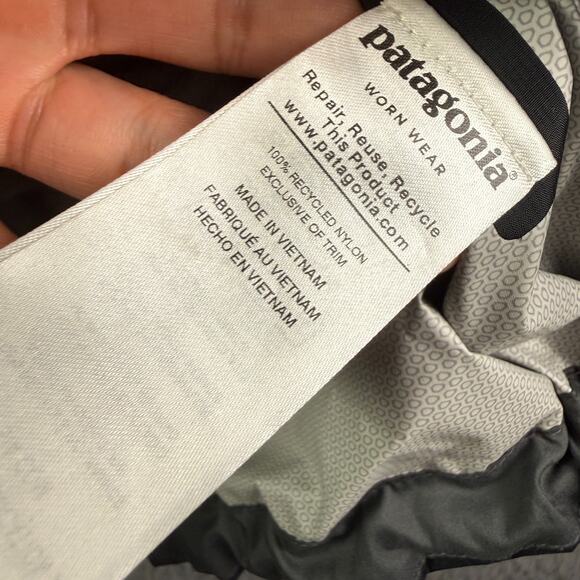 patagonia®
WORN WEAR
Repair, Reuse, Recycle
This Product
www.patagonia.com
100% RECYCLED NYLON
EXCLUSIVE OF TRIM
MADE IN VIETNAM
FABRIQUÉ AU VIETNAM
HECHO EN VIETNAM